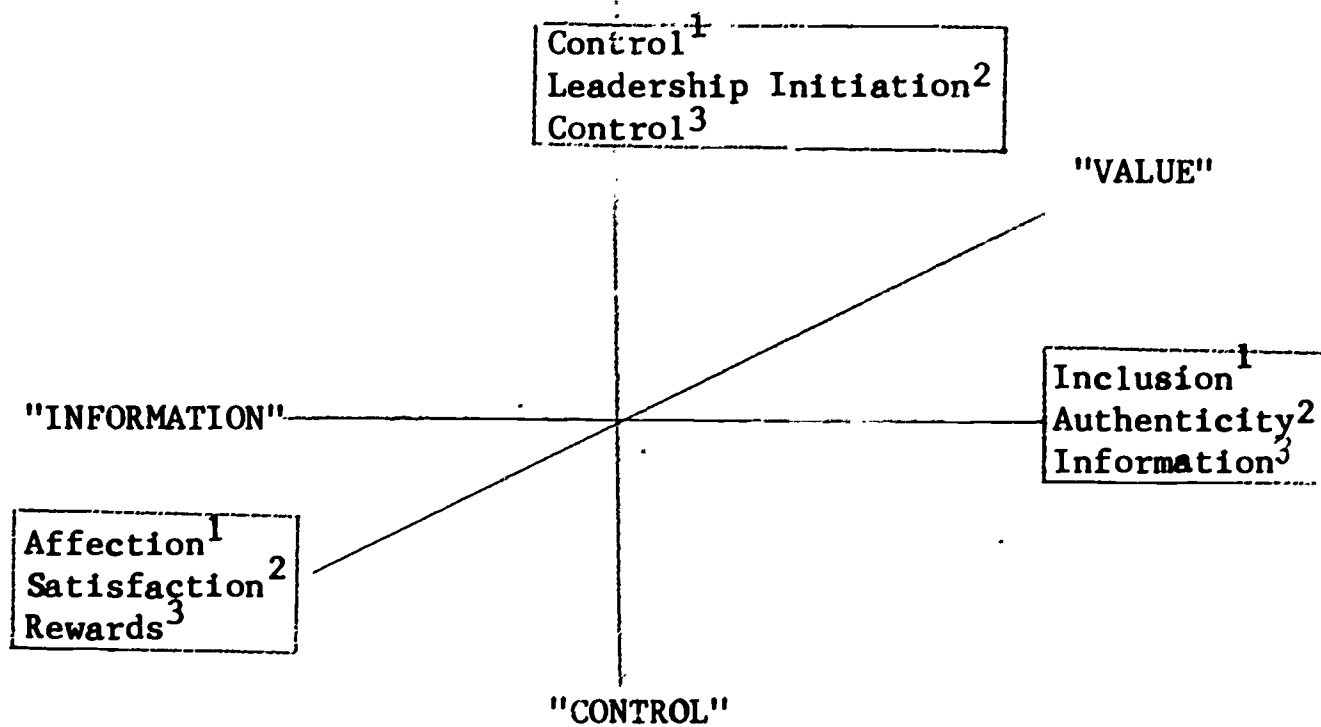 Control1
Leadership Initiation2
Control3
"VALUE"
Inclusion1
Authenticity2
Information3
"INFORMATION"
Affection1
Satisfaction2
Rewards3
"CONTROL"